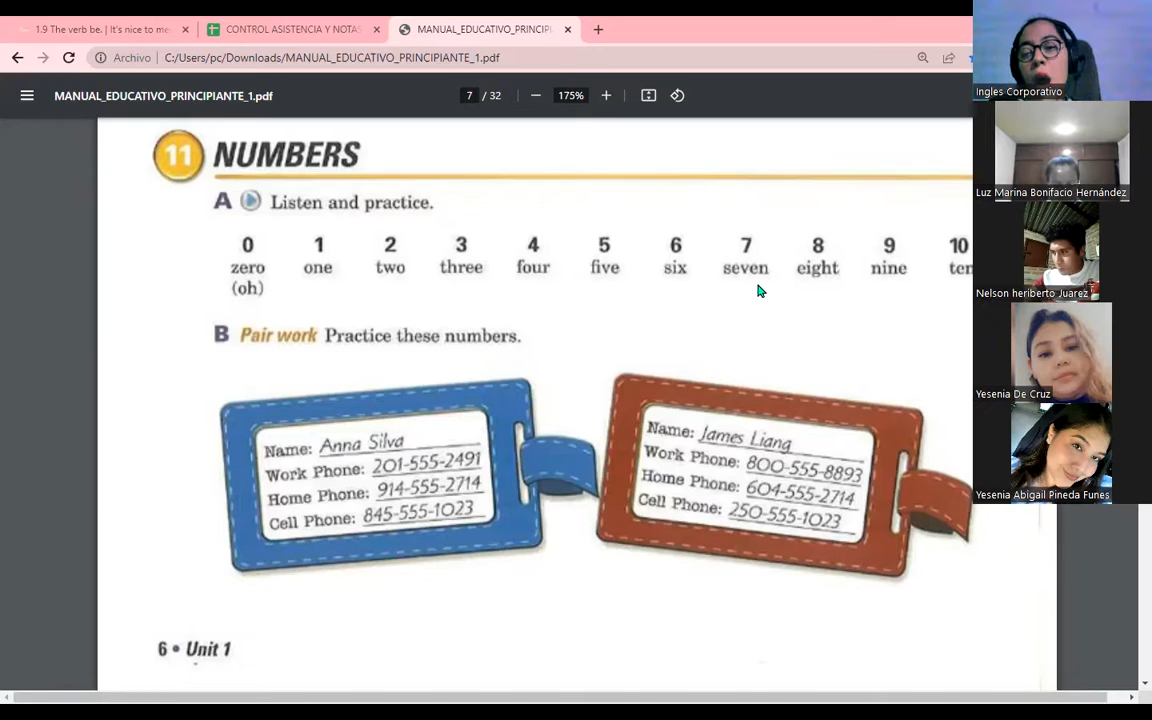 1.9 The verb be. | It's nice to me
CONTROL ASISTENCIA Y NOTAS
MANUAL_EDUCATIVO_PRINCIPI
Archivo
C:/Users/pc/Downloads/MANUAL_EDUCATIVO_PRINCIPIANTE_1.pdf
MANUAL_EDUCATIVO_PRINCIPIANTE_1.pdf
7 / 32
175%
11 NUMBERS
A Listen and practice.
0 1 2 3 4 5 6 7 8 9 10
zero one two three four five six seven eight nine ten
(oh)
B Pair work Practice these numbers.
Name: Anna Silva
Work Phone: 201-555-2491
Home Phone: 914-555-2714
Cell Phone: 845-555-1023
Name: James Liang
Work Phone: 800-555-8893
Home Phone: 604-555-2714
Cell Phone: 250-555-1023
6 • Unit 1
Ingles Corporativo
Luz Marina Bonifacio Hernández
Nelson heriberto Juarez
Yesenia De Cruz
Yesenia Abigail Pineda Funes